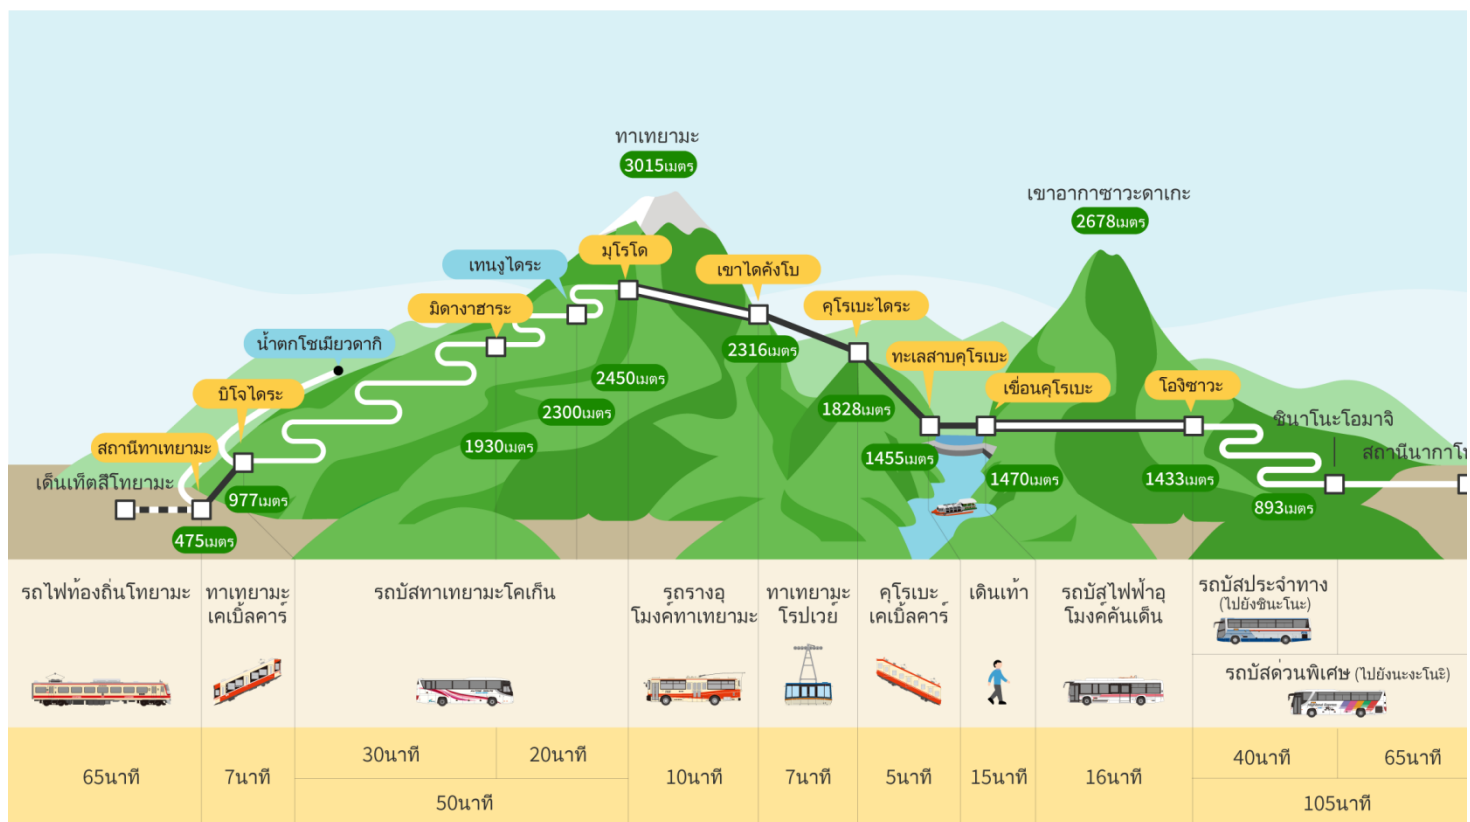 ทาเทยามะ
3015เมตร
เขาอากาซาวะดาเกะ
2678เมตร
มุโรโด
เทนงูไดระ
เขาไดคังโบ
มิดางาฮาระ
คุโรเบะไดระ
น้ำตกโชเมียวดากิ
2316เมตร
ทะเลสาบคุโรเบะ
2450เมตร
บิโจไดระ
เขื่อนคุโรเบะ
โองิซาวะ
2300เมตร
1828เมตร
ชินาโนะโอมาจิ
สถานีทาเทยามะ
1930เมตร
1455เมตร
สถานีนากาโน
เด็นเท็ตสึโทยามะ
977เมตร
1470เมตร
1433เมตร
893เมตร
475เมตร
รถไฟท้องถิ่นโทยามะ
ทาเทยามะ
เคเบิ้ลคาร์
รถบัสทาเทยามะโคเก็น
รถรางอุ
โมงค์ทาเทยามะ
ทาเทยามะ
โรปเวย์
คุโรเบะ
เคเบิ้ลคาร์
เดินเท้า
รถบัสไฟฟ้าอุ
โมงค์คันเด็น
รถบัสประจำทาง
(ไปยังชินะโนะ)
รถบัสด่วนพิเศษ (ไปยังนะงะโนะ)
65นาที
7นาที
30นาที
20นาที
50นาที
10นาที
7นาที
5นาที
15นาที
16นาที
40นาที
65นาที
105นาที